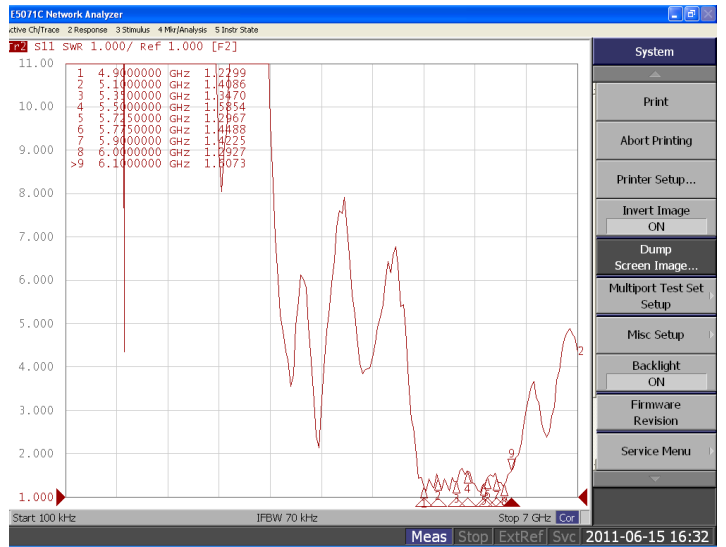 E5071C Network Analyzer
ctive Ch/Trace 2 Response 3 Stimulus 4 Mkr/Analysis 5 Instr State
Tr2 S11 SWR 1.000/ Ref 1.000 [F2]
11.00
10.00
9.000
8.000
7.000
6.000
5.000
4.000
3.000
2.000
1.000
1 4.9000000 GHz 1.2299
2 5.1000000 GHz 1.4086
3 5.3500000 GHz 1.3470
4 5.5000000 GHz 1.5854
5 5.7250000 GHz 1.2967
6 5.7750000 GHz 1.4488
7 5.9000000 GHz 1.4225
8 6.0000000 GHz 1.2927
>9 6.1000000 GHz
9
4
2
Start 100 kHz IFBW 70 kHz Stop 7 GHz Cor
System
Print
Abort Printing
Printer Setup...
Invert Image
ON
Dump
Screen Image...
Multiport Test Set
Setup
Misc Setup
Backlight
ON
Firmware
Revision
Service Menu
Meas Stop ExtRef Svc 2011-06-15 16:32